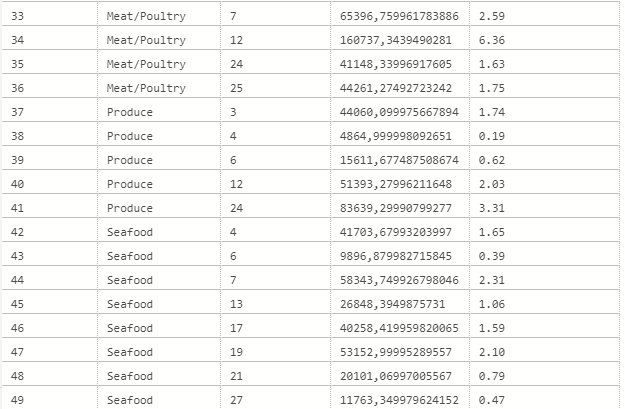 33 Meat/Poultry 7 65396,759961783886 2.59
34 Meat/Poultry 12 160737,3439490281 6.36
35 Meat/Poultry 24 41148,33996917605 1.63
36 Meat/Poultry 25 44261,27492723242 1.75
37 Produce 3 44060,099975667894 1.74
38 Produce 4 4864,999998092651 0.19
39 Produce 6 15611,677487508674 0.62
40 Produce 12 51393,27996211648 2.03
41 Produce 24 83639,29990799277 3.31
42 Seafood 4 41703,67993203997 1.65
43 Seafood 6 9896,879982715845 0.39
44 Seafood 7 58343,749926798046 2.31
45 Seafood 13 26848,3949875731 1.06
46 Seafood 17 40258,419959820065 1.59
47 Seafood 19 53152,99995289557 2.10
48 Seafood 21 20101,06997005567 0.79
49 Seafood 27 11763,349979624152 0.47